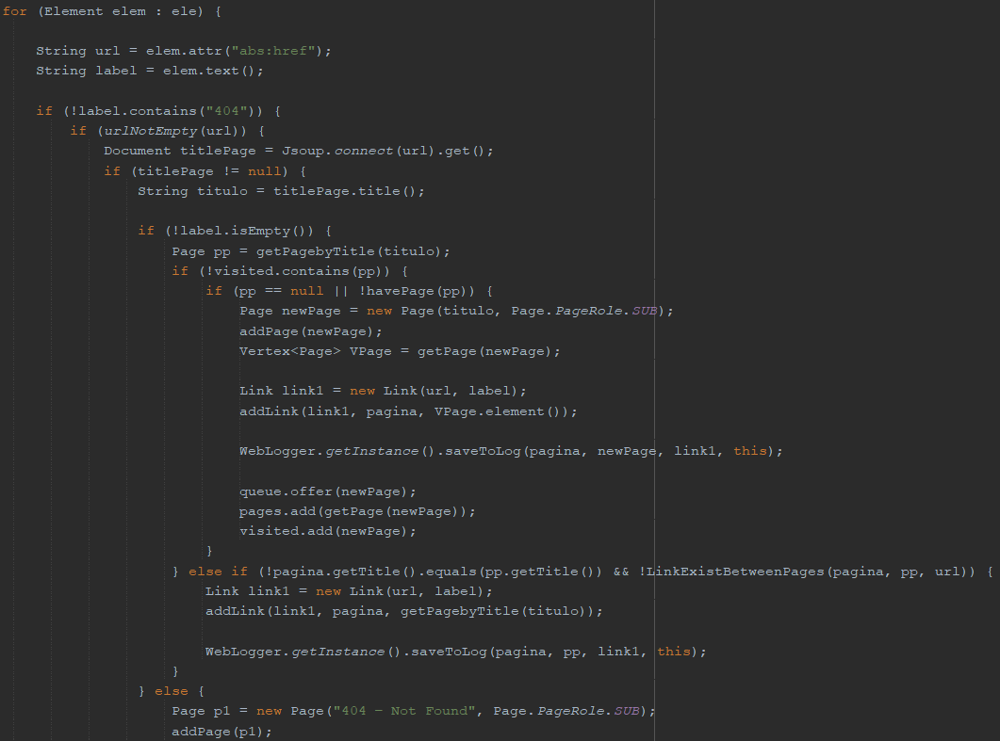 for (Element elem : ele) {
String url = elem.attr("abs:href");
String label = elem.text();
if (!label.contains("404")) {
if (urlNotEmpty(url)) {
Document titlePage = Jsoup.connect(url).get();
if (titlePage != null) {
String titulo = titlePage.title();
if (!label.isEmpty()) {
Page pp = getPagebyTitle(titulo);
if (!visited.contains(pp)) {
if (pp == null || !havePage(pp)) {
Page newPage = new Page(titulo, Page.PageRole.SUB);
addPage(newPage);
Vertex<Page> VPage = getPage(newPage);
Link link1 = new Link(url, label);
addLink(link1, pagina, VPage.element());
WebLogger.getInstance().saveToLog(pagina, newPage, link1, this);
queue.offer(newPage);
pages.add(getPage(newPage));
visited.add(newPage);
}
} else if (!pagina.getTitle().equals(pp.getTitle()) && !LinkExistBetweenPages(pagina, pp, url)) {
Link link1 = new Link(url, label);
addLink(link1, pagina, getPagebyTitle(titulo));
WebLogger.getInstance().saveToLog(pagina, pp, link1, this);
}
} else {
Page p1 = new Page("404 - Not Found", Page.PageRole.SUB);
addPage(p1);